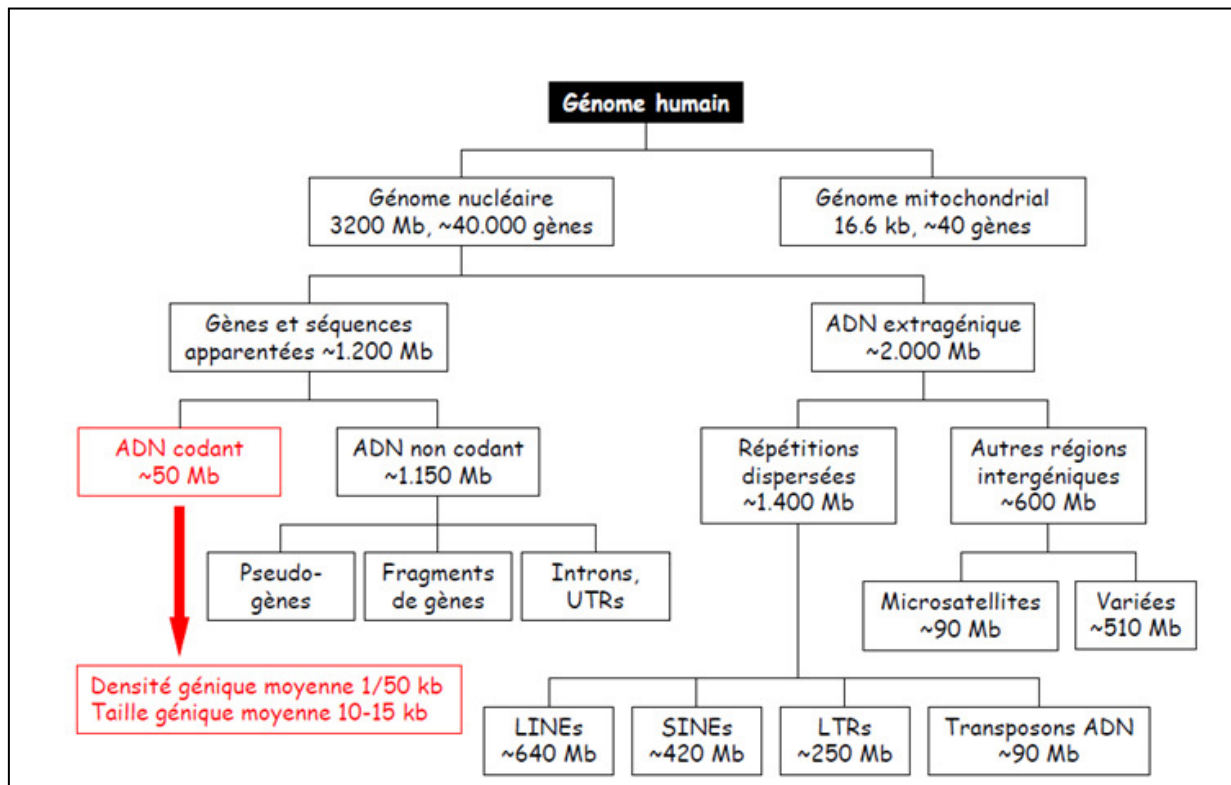 Génome humain
Génome nucléaire
3200 Mb, ~40.000 gènes
Génome mitochondrial
16.6 kb, ~40 gènes
Gènes et séquences
apparentées ~1.200 Mb
ADN extragénique
~2.000 Mb
ADN codant
~50 Mb
ADN non codant
~1.150 Mb
Répétitions
dispersées
~1.400 Mb
Autres régions
intergéniques
~600 Mb
Pseudo-
gènes
Fragments
de gènes
Introns,
UTRs
Microsatellites
~90 Mb
Variées
~510 Mb
Densité génique moyenne 1/50 kb
Taille génique moyenne 10-15 kb
LINEs
~640 Mb
SINEs
~420 Mb
LTRs
~250 Mb
Transposons ADN
~90 Mb